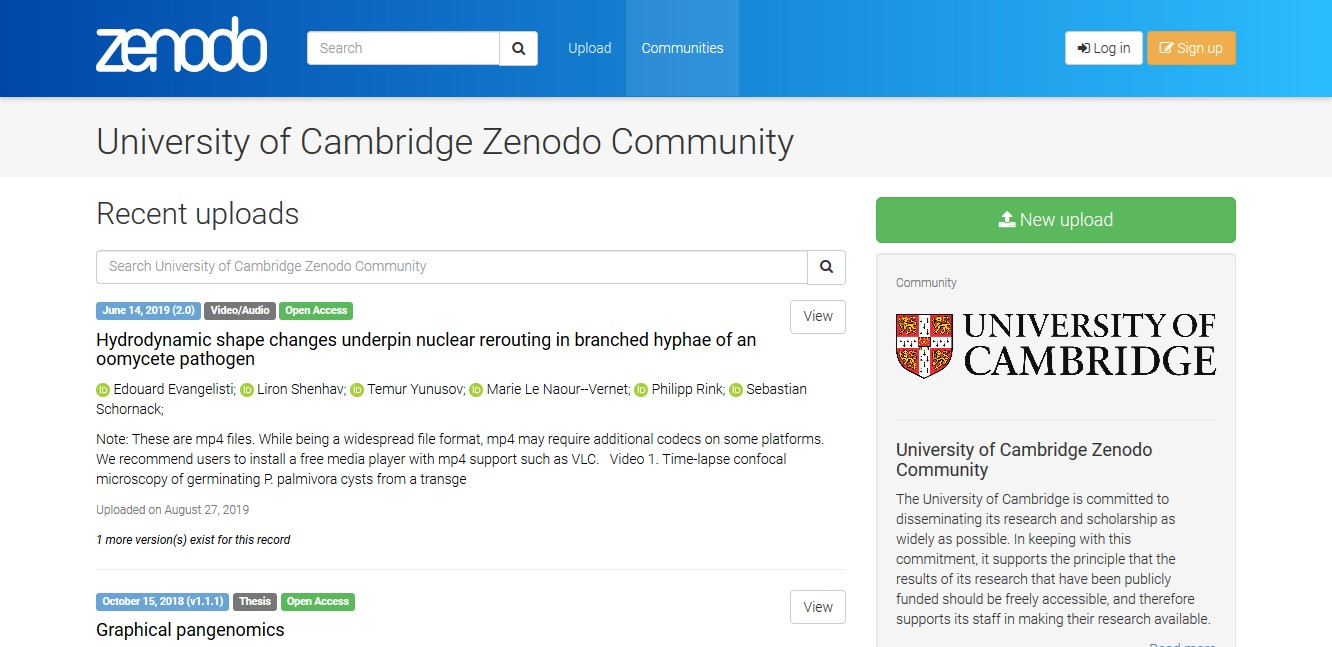 zenodo
Search
Upload
Communities
Log in
Sign up
University of Cambridge Zenodo Community
Recent uploads
Search University of Cambridge Zenodo Community
June 14, 2019 (2.0) Video/Audio Open Access
View
Hydrodynamic shape changes underpin nuclear rerouting in branched hyphae of an
oomycete pathogen
iD Edouard Evangelisti; iD Liron Shenhav; iD Temur Yunusov; iD Marie Le Naour--Vernet; iD Philipp Rink; iD Sebastian
Schornack;
Note: These are mp4 files. While being a widespread file format, mp4 may require additional codecs on some platforms.
We recommend users to install a free media player with mp4 support such as VLC. Video 1. Time-lapse confocal
microscopy of germinating P. palmivora cysts from a transge
Uploaded on August 27, 2019
1 more version(s) exist for this record
October 15, 2018 (v1.1.1) Thesis Open Access
View
Graphical pangenomics
New upload
Community
UNIVERSITY OF
CAMBRIDGE
University of Cambridge Zenodo
Community
The University of Cambridge is committed to
disseminating its research and scholarship as
widely as possible. In keeping with this
commitment, it supports the principle that the
results of its research that have been publicly
funded should be freely accessible, and therefore
supports its staff in making their research available.
Read more